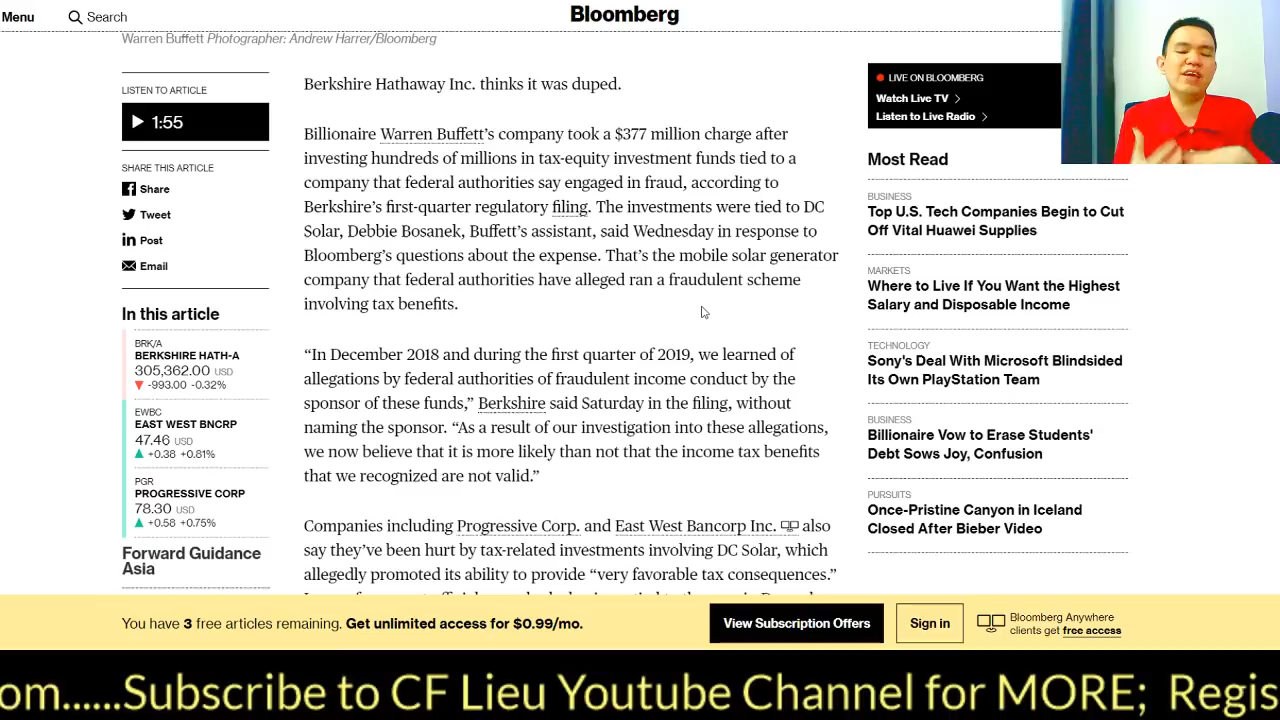 Menu
Search
Bloomberg
Warren Buffett Photographer: Andrew Harrer/Bloomberg
LISTEN TO ARTICLE
1:55
SHARE THIS ARTICLE
Share
Tweet
Post
Email
In this article
BRK/A
BERKSHIRE HATH-A
305,362.00 USD
-993.00 -0.32%
EWBC
EAST WEST BNCRP
47.46 USD
+0.38 +0.81%
PGR
PROGRESSIVE CORP
78.30 USD
+0.58 +0.75%
Forward Guidance
Asia
Berkshire Hathaway Inc. thinks it was duped.
Billionaire Warren Buffett’s company took a $377 million charge after
investing hundreds of millions in tax-equity investment funds tied to a
company that federal authorities say engaged in fraud, according to
Berkshire’s first-quarter regulatory filing. The investments were tied to DC
Solar, Debbie Bosanek, Buffett’s assistant, said Wednesday in response to
Bloomberg’s questions about the expense. That’s the mobile solar generator
company that federal authorities have alleged ran a fraudulent scheme
involving tax benefits.
“In December 2018 and during the first quarter of 2019, we learned of
allegations by federal authorities of fraudulent income conduct by the
sponsor of these funds,” Berkshire said Saturday in the filing, without
naming the sponsor. “As a result of our investigation into these allegations,
we now believe that it is more likely than not that the income tax benefits
that we recognized are not valid.”
Companies including Progressive Corp. and East West Bancorp Inc. also
say they’ve been hurt by tax-related investments involving DC Solar, which
allegedly promoted its ability to provide “very favorable tax consequences.”
LIVE ON BLOOMBERG
Watch Live TV
Listen to Live Radio
Most Read
BUSINESS
Top U.S. Tech Companies Begin to Cut
Off Vital Huawei Supplies
MARKETS
Where to Live If You Want the Highest
Salary and Disposable Income
TECHNOLOGY
Sony's Deal With Microsoft Blindsided
Its Own PlayStation Team
BUSINESS
Billionaire Vow to Erase Students'
Debt Sows Joy, Confusion
PURSUITS
Once-Pristine Canyon in Iceland
Closed After Bieber Video
You have 3 free articles remaining. Get unlimited access for $0.99/mo.
View Subscription Offers
Sign in
Bloomberg Anywhere
clients get free access
om......Subscribe to CF Lieu Youtube Channel for MORE; Regis